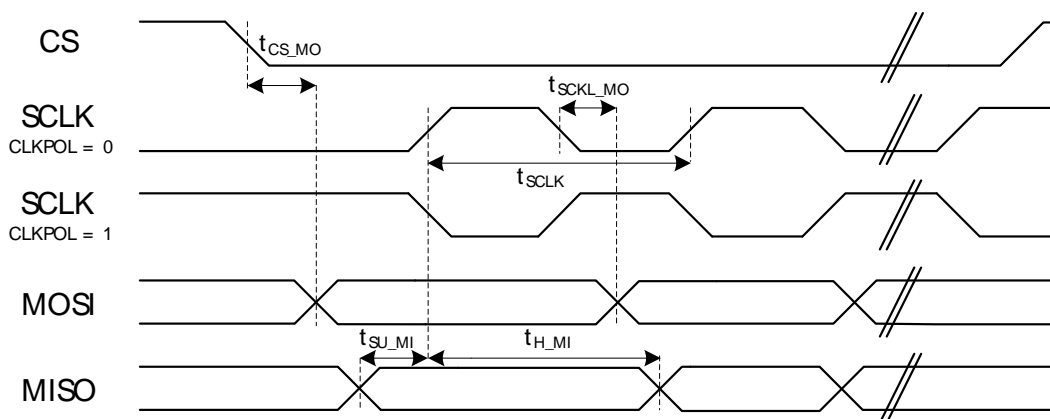 CS
tCS_MO
SCLK
CLKPOL = 0
tSCKL_MO
tSCLK
SCLK
CLKPOL = 1
MOSI
tSU_MI
tH_MI
MISO